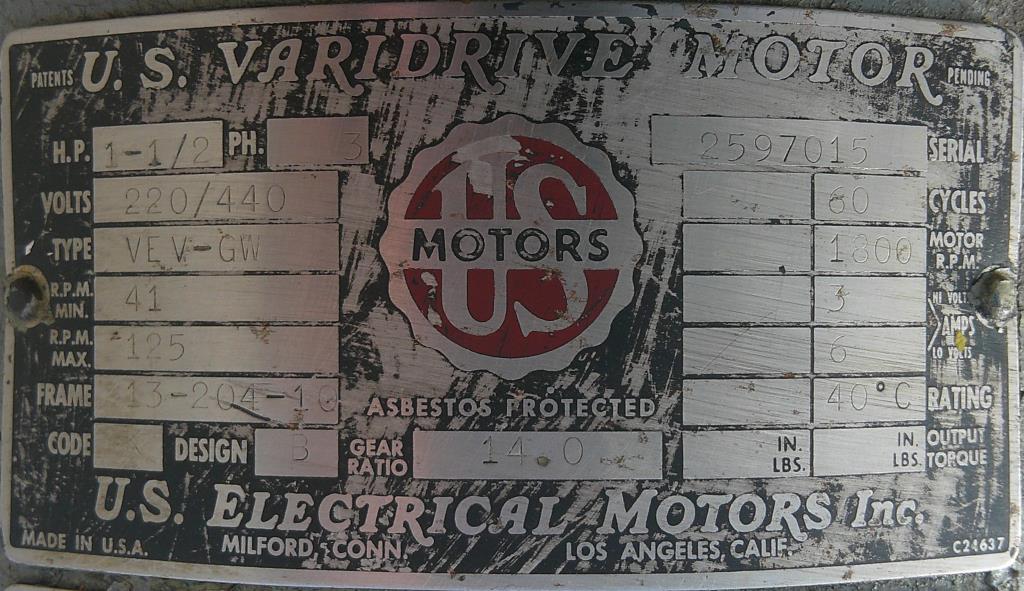 PATENTS U. S. VARIDRIVE MOTOR PENDING
H.P. 1-1/2 PH. 3
2597015 SERIAL
VOLTS 220/440
60 CYCLES
TYPE VEV-GW
1800 MOTOR R.P.M.
R.P.M. MIN. 41
3 HI VOLT
AMPS
R.P.M. MAX. 125
6 LO VOLTS
US
MOTORS
FRAME 13-204-10
40°C RATING
ASBESTOS PROTECTED
CODE K DESIGN B GEAR RATIO 14.0
IN. LBS. IN. LBS. OUTPUT TORQUE
U.S. ELECTRICAL MOTORS Inc.
MADE IN U.S.A. MILFORD, CONN. LOS ANGELES, CALIF. C24637